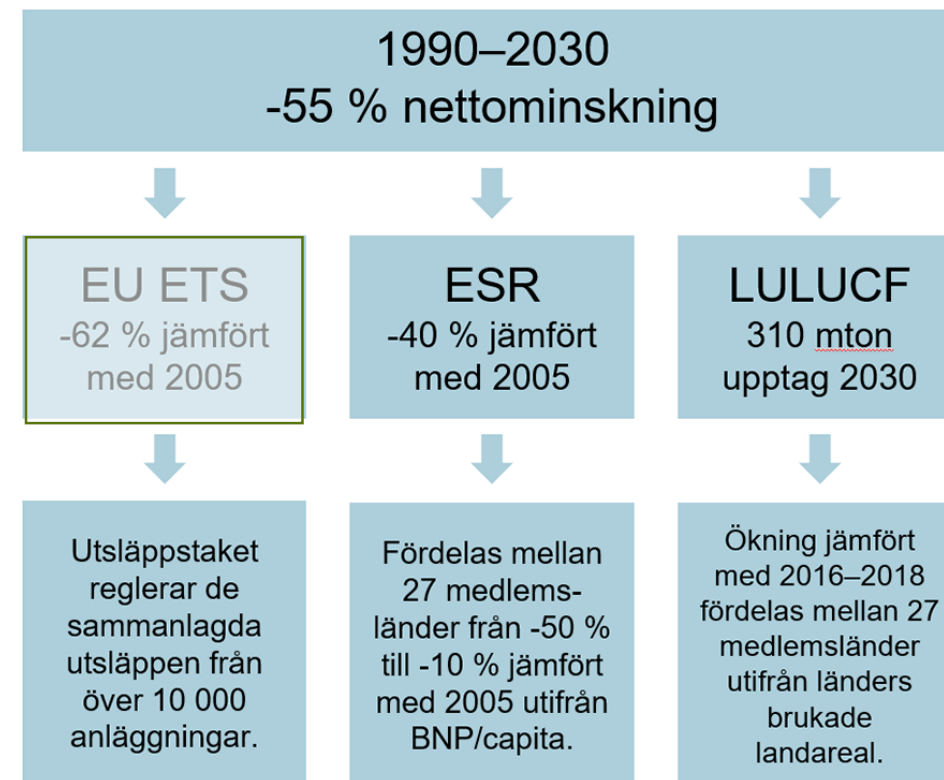 1990–2030
-55 % nettominskning
EU ETS
-62 % jämfört
med 2005
ESR
-40 % jämfört
med 2005
LULUCF
310 mton
upptag 2030
Utsläppstaket
reglerar de
sammanlagda
utsläppen från
över 10 000
anläggningar.
Fördelas mellan
27 medlems-
länder från -50 %
till -10 % jämfört
med 2005 utifrån
BNP/capita.
Ökning jämfört
med 2016–2018
fördelas mellan 27
medlemsländer
utifrån länders
brukade
landareal.